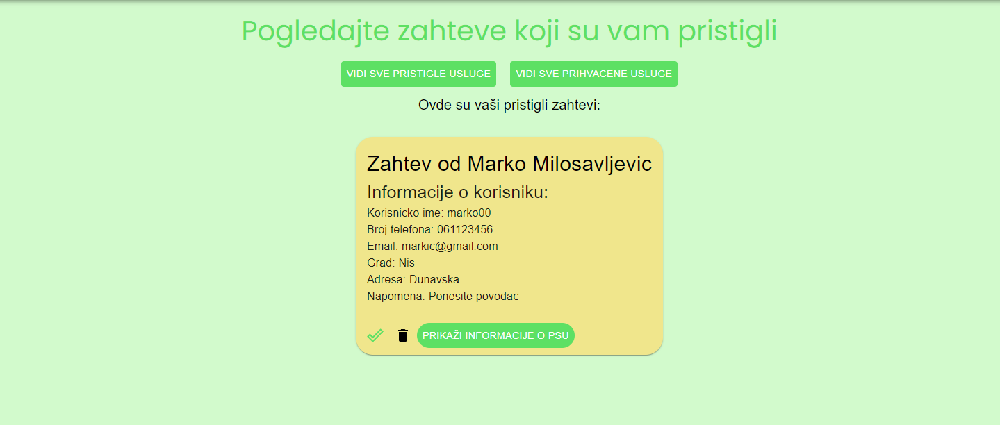 Pogledajte zahteve koji su vam pristigli
VIDI SVE PRISTIGLE USLUGE
VIDI SVE PRIHVACENE USLUGE
Ovde su vaši pristigli zahtevi:
Zahtev od Marko Milosavljevic
Informacije o korisniku:
Korisnicko ime: marko00
Broj telefona: 061123456
Email: markic@gmail.com
Grad: Nis
Adresa: Dunavska
Napomena: Ponesite povodac
PRIKAŽI INFORMACIJE O PSU